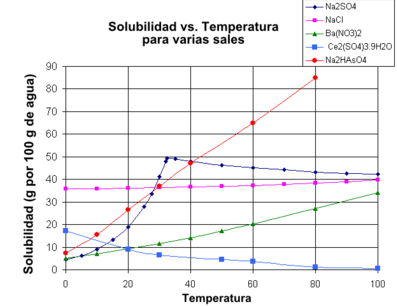 Solubilidad vs. Temperatura
para varias sales
Na2SO4
NaCl
Ba(NO3)2
Ce2(SO4)3.9H2O
Na2HAsO4
Solubilidad (g por 100 g de agua)
90
80
70
60
50
40
30
20
10
0
0 20 40 60 80 100
Temperatura